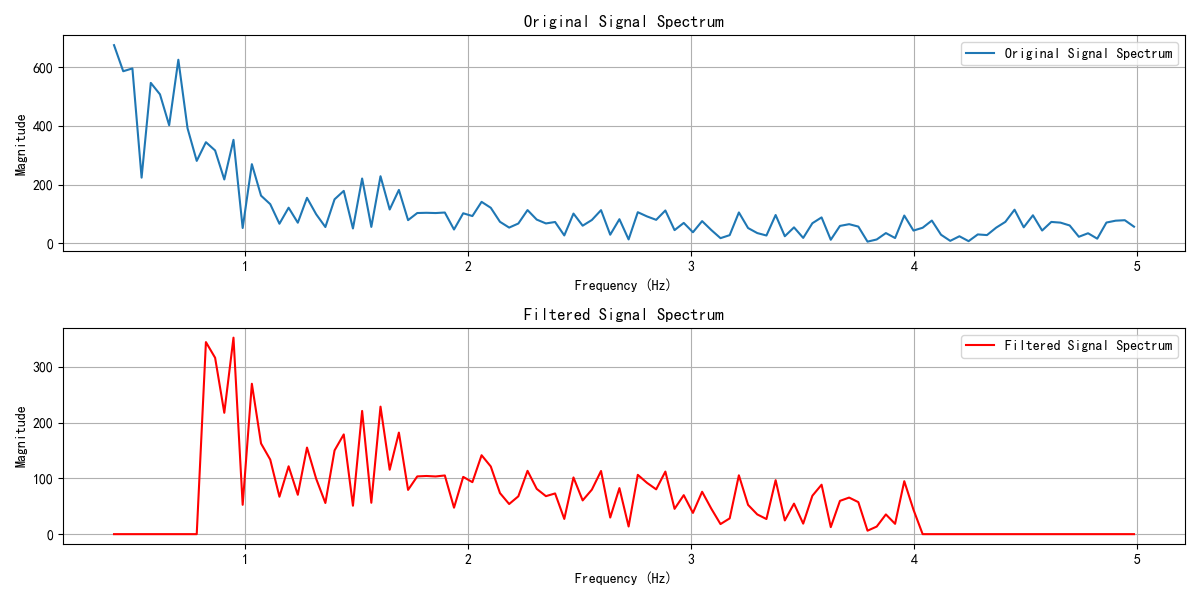 Original Signal Spectrum
Original Signal Spectrum
Magnitude
600
400
200
0
1
2
3
4
5
Frequency (Hz)
Filtered Signal Spectrum
Filtered Signal Spectrum
Magnitude
300
200
100
0
1
2
3
4
5
Frequency (Hz)